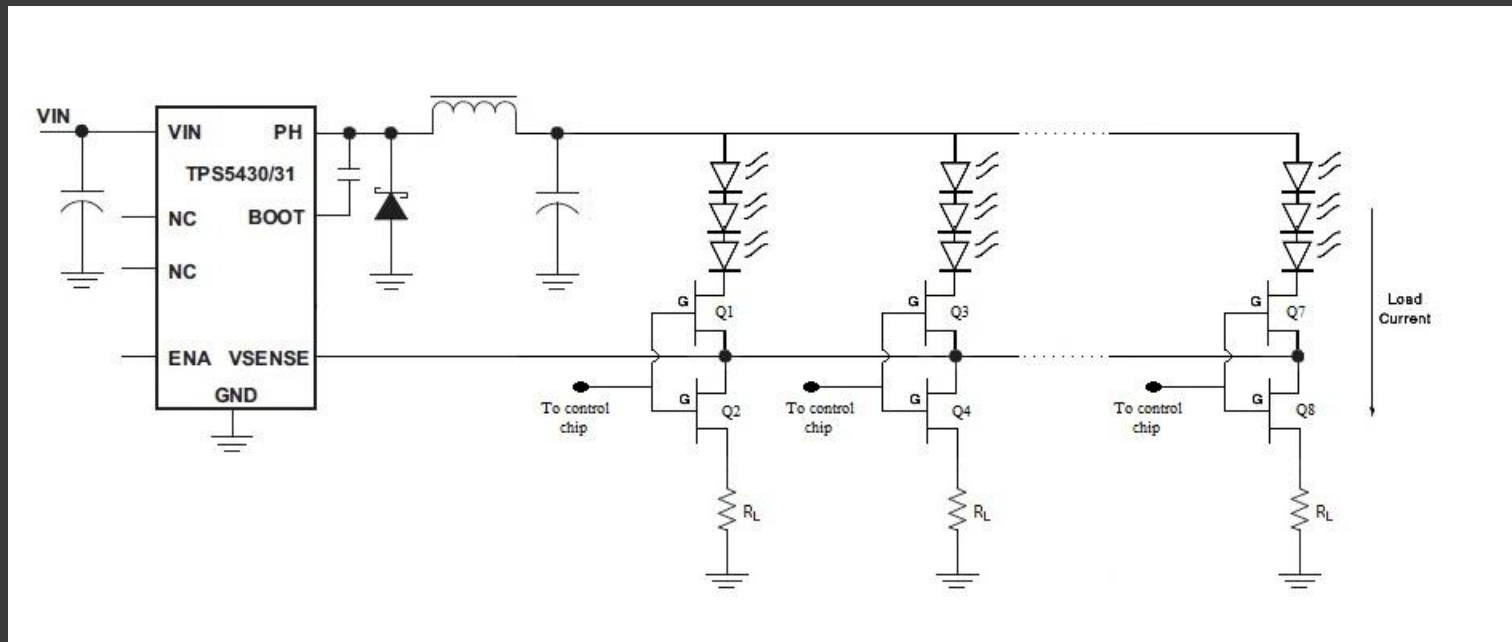 VIN
VIN PH
TPS5430/31
NC BOOT
NC
ENA VSENSE
GND
G
Q1
G
Q3
G
Q7
Load
Current
To control
chip
G
Q2
To control
chip
G
Q4
To control
chip
G
Q8
RL
RL
RL